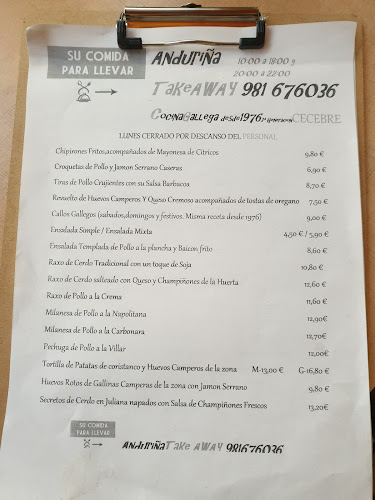 SU COMIDA
PARA LLEVAR
ANDURIÑA 10:00 a 18:00 y
20:00 a 22:00
TAKEAWAY 981 676036
COCINAGALLEGA desde1976 CECEBRE
LUNES CERRADO POR DESCANSO DEL PERSONAL
Chipirones Fritos,acompañados de Mayonesa de Citricos 9,80 €
Croquetas de Pollo y Jamon Serrano Caseras 6,90 €
Tiras de Pollo Crujientes con su Salsa Barbacoa 8,70 €
Revuelto de Huevos Camperos Y Queso Cremoso acompañados de tostas de oregano 7,50 €
Callos Gallegos (sabados,domingos y festivos. Misma receta desde 1976) 9,00 €
Ensalada Simple / Ensalada Mixta 4,50 € / 5,90 €
Ensalada Templada de Pollo a la plancha y Baicon frito 8,60 €
Raxo de Cerdo Tradicional con un toque de Soja 10,80 €
Raxo de Cerdo salteado con Queso y Champiñones de la Huerta 12,60 €
Raxo de Pollo a la Crema 11,60 €
Milanesa de Pollo a la Napolitana 12,90€
Milanesa de Pollo a la Carbonara 12,70€
Pechuga de Pollo a la Villar 12,00€
Tortilla de Patatas de coristanco y Huevos Camperos de la zona M-13,00 € G-16,80 €
Huevos Rotos de Gallinas Camperas de la zona con Jamon Serrano 9,80 €
Secretos de Cerdo en Juliana napados con Salsa de Champiñones Frescos 13,20€
SU COMIDA
PARA LLEVAR
ANDURIÑATAKE AWAY 981676036